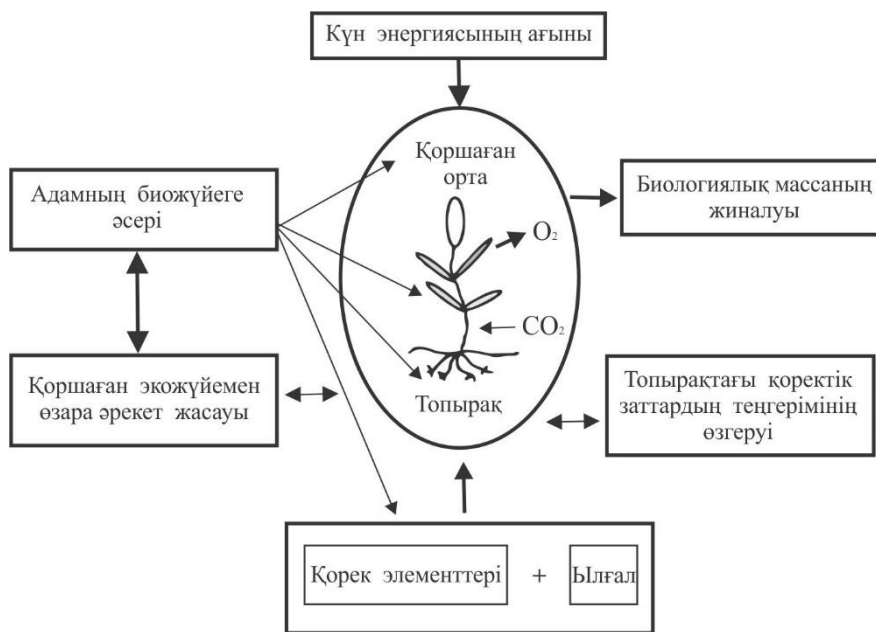 Күн энергиясының ағыны
Адамның биожүйеге
әсері
Қоршаған
орта
Биологиялық массаның
жиналуы
O₂
CO₂
Қоршаған экожүйемен
өзара әрекет жасауы
Топырақ
Топырақтағы қоректік
заттардың теңгерімінің
өзгеруі
Қорек элементтері + Ылғал